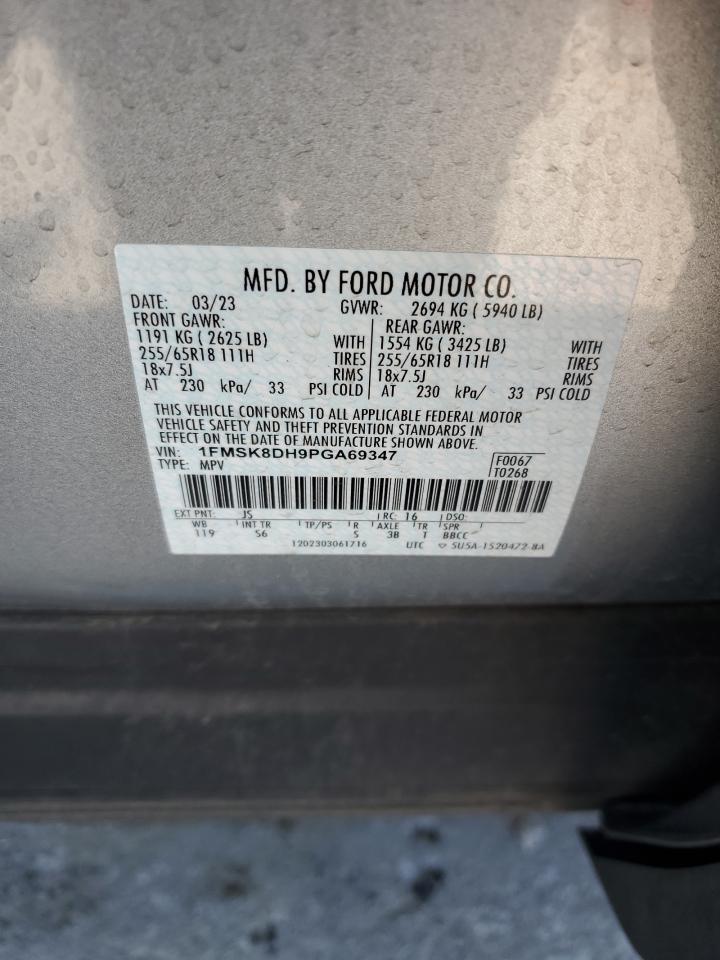 MFD. BY FORD MOTOR CO.
DATE: 03/23 GVWR: 2694 KG ( 5940 LB)
FRONT GAWR: REAR GAWR:
1191 KG ( 2625 LB) WITH 1554 KG ( 3425 LB) WITH
255/65R18 111H TIRES 255/65R18 111H TIRES
18x7.5J RIMS 18x7.5J RIMS
AT 230 kPa/ 33 PSI COLD AT 230 kPa/ 33 PSI COLD
THIS VEHICLE CONFORMS TO ALL APPLICABLE FEDERAL MOTOR
VEHICLE SAFETY AND THEFT PREVENTION STANDARDS IN
EFFECT ON THE DATE OF MANUFACTURE SHOWN ABOVE.
VIN: 1FMSK8DH9PGA69347 F0067
TYPE: MPV T0268
EXT PNT: JS RC: 16 DSO:
WB INT TR TP/PS R AXLE TR SPR
119 S6 5 3B T BBCC
1202303061716 UTC ▽ SU5A-1520472-BA